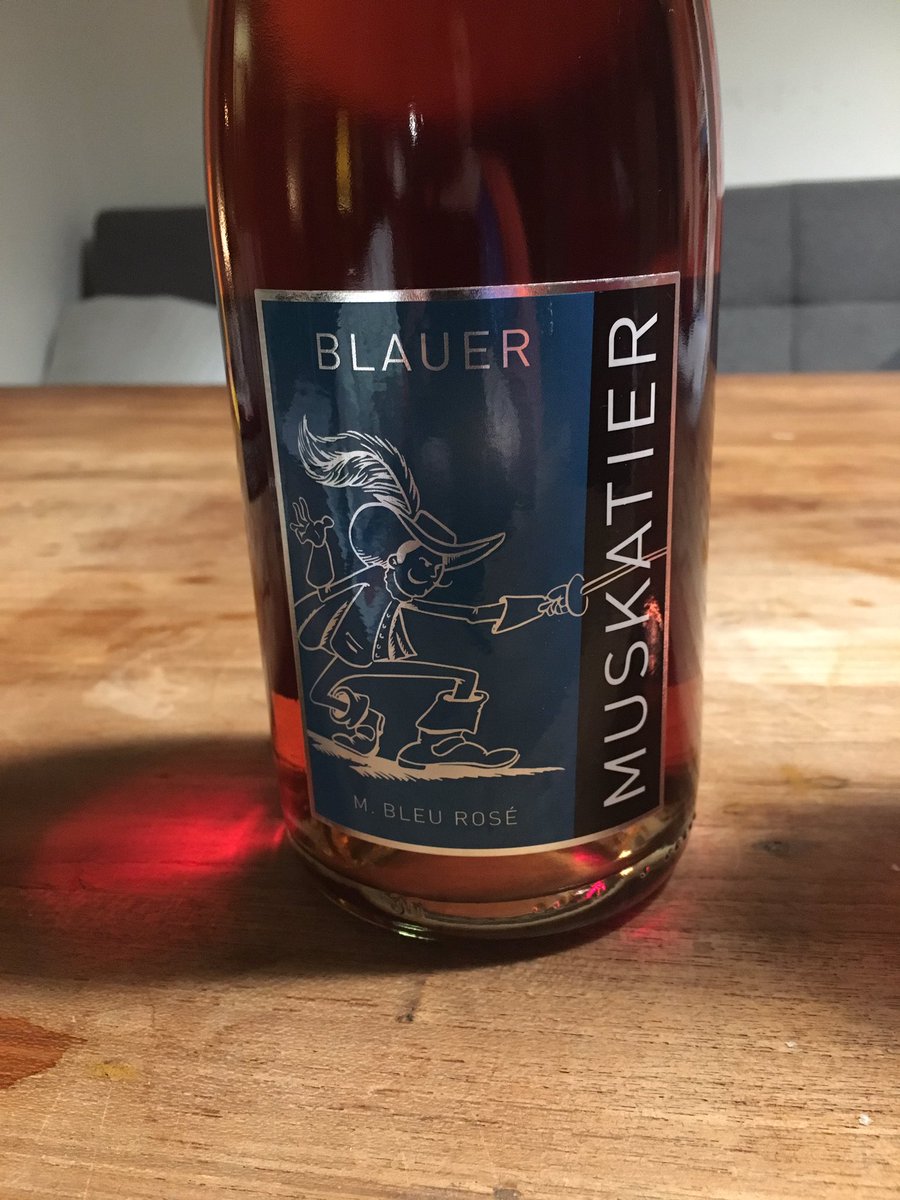 BLAUER
MUSKATIER
M. BLEU ROSÉ